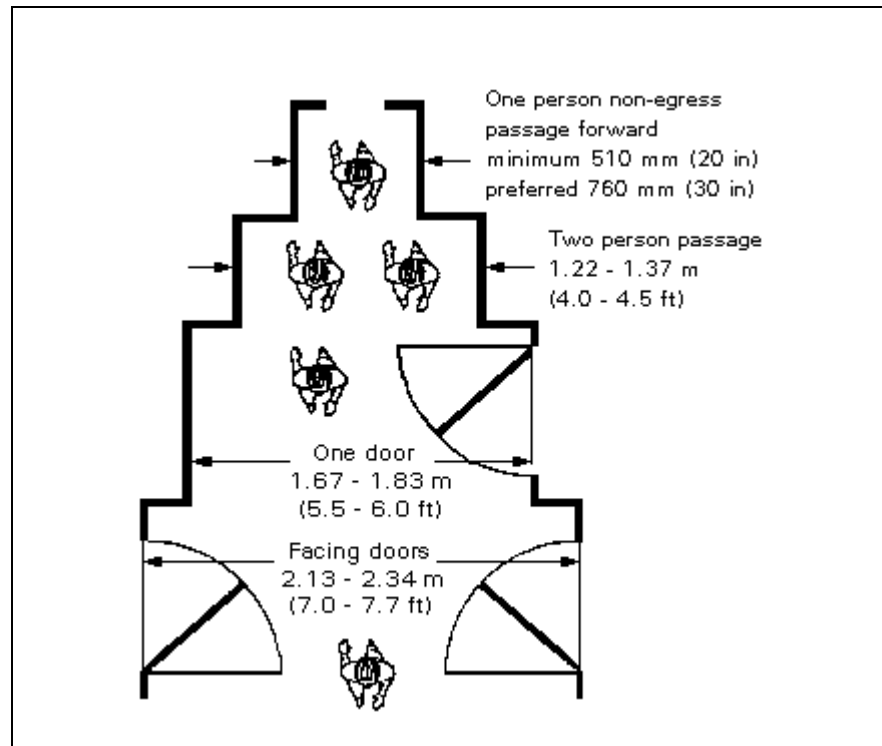 One person non-egress
passage forward
minimum 510 mm (20 in)
preferred 760 mm (30 in)
Two person passage
1.22 - 1.37 m
(4.0 - 4.5 ft)
One door
1.67 - 1.83 m
(5.5 - 6.0 ft)
Facing doors
2.13 - 2.34 m
(7.0 - 7.7 ft)